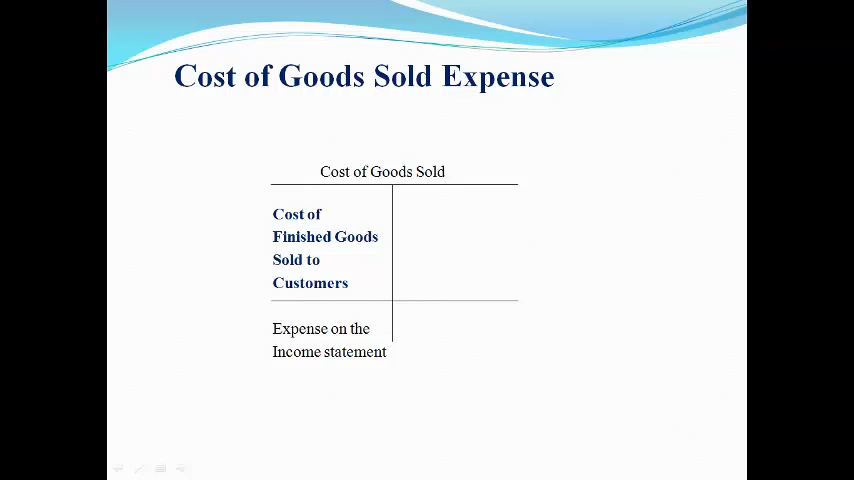 Cost of Goods Sold Expense
Cost of Goods Sold
Cost of
Finished Goods
Sold to
Customers
Expense on the
Income statement